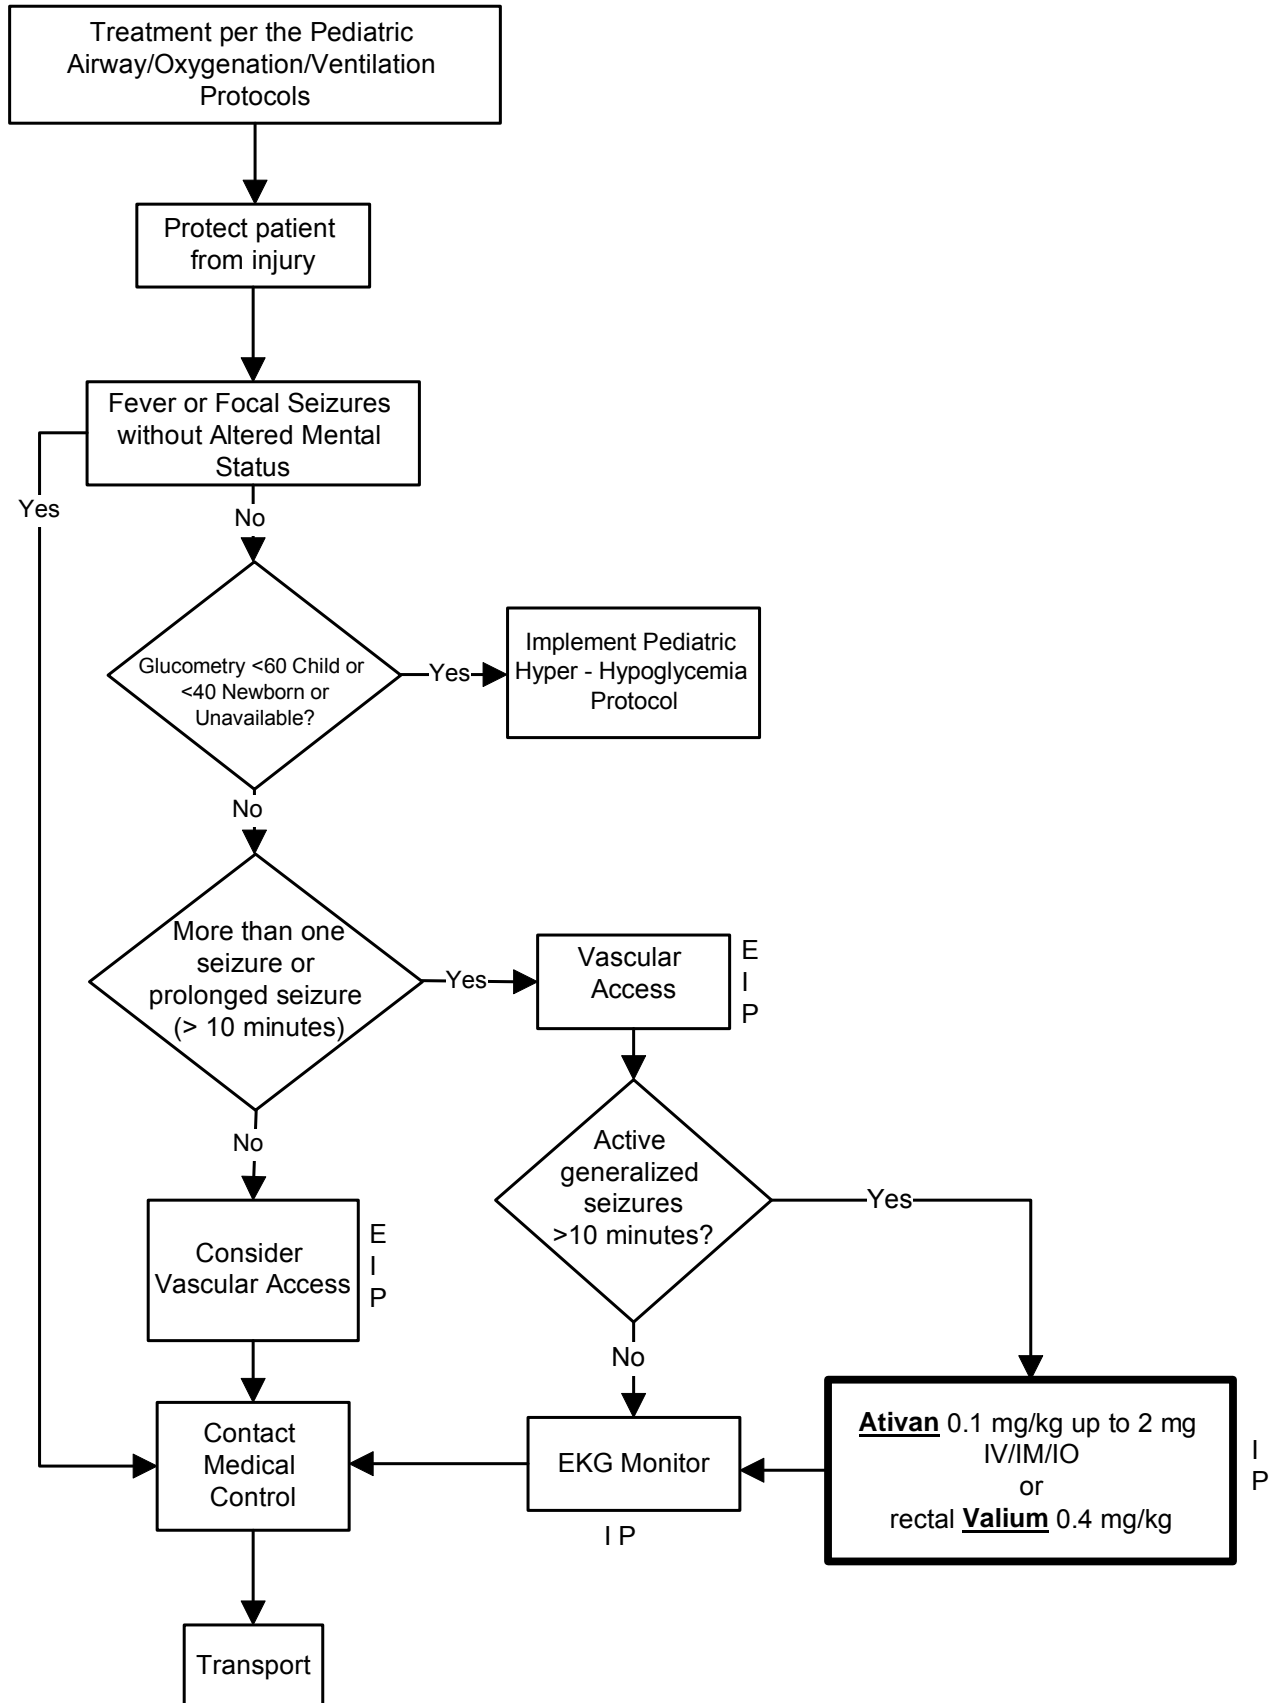 Treatment per the Pediatric
Airway/Oxygenation/Ventilation
Protocols
Protect patient
from injury
Fever or Focal Seizures
without Altered Mental
Status
Yes
No
Glucometry <60 Child or
<40 Newborn or
Unavailable?
Yes
Implement Pediatric
Hyper - Hypoglycemia
Protocol
No
More than one
seizure or
prolonged seizure
(> 10 minutes)
Yes
Vascular
Access
E
I
P
No
Active
generalized
seizures
>10 minutes?
Yes
Consider
Vascular Access
E
I
P
No
Contact
Medical
Control
EKG Monitor
I P
Ativan 0.1 mg/kg up to 2 mg
IV/IM/IO
or
rectal Valium 0.4 mg/kg
I
P
Transport